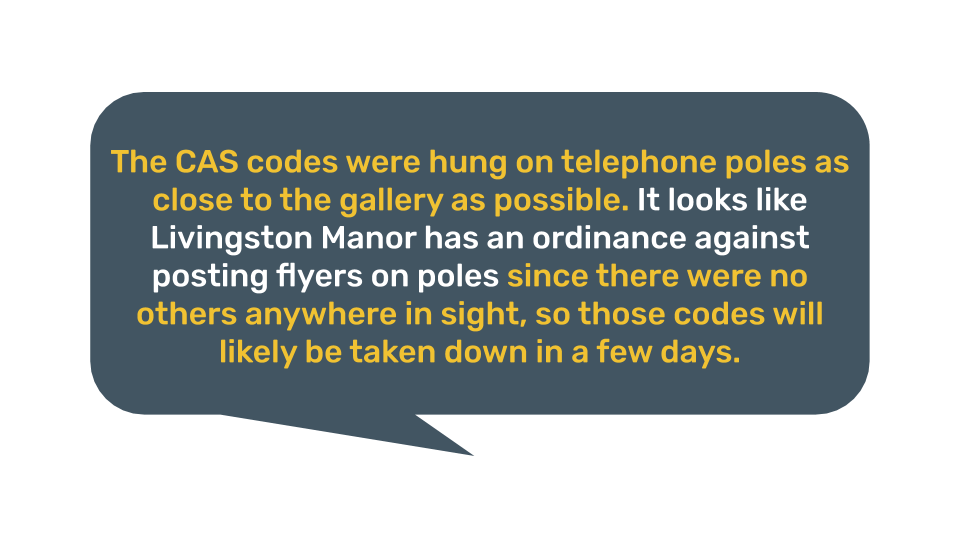 The CAS codes were hung on telephone poles as
close to the gallery as possible. It looks like
Livingston Manor has an ordinance against
posting flyers on poles since there were no
others anywhere in sight, so those codes will
likely be taken down in a few days.